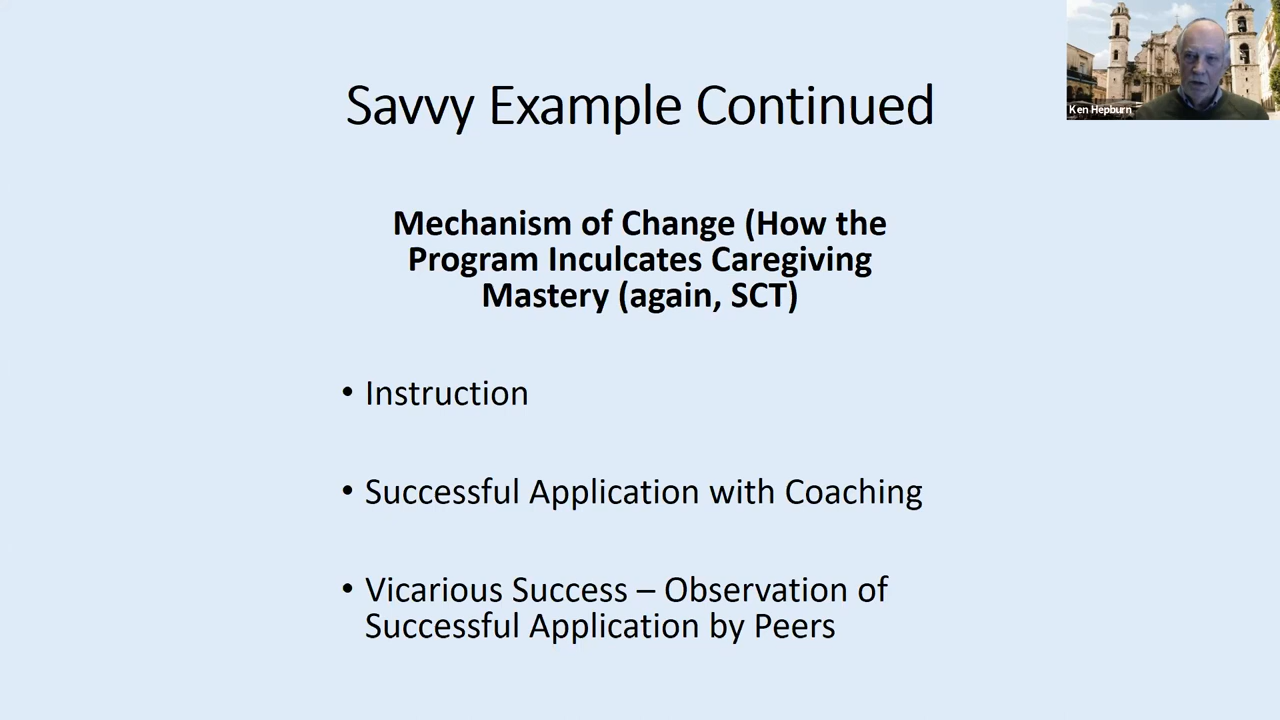 Savvy Example Continued
Ken Hepburn
Mechanism of Change (How the
Program Inculcates Caregiving
Mastery (again, SCT)
• Instruction
• Successful Application with Coaching
• Vicarious Success – Observation of
Successful Application by Peers